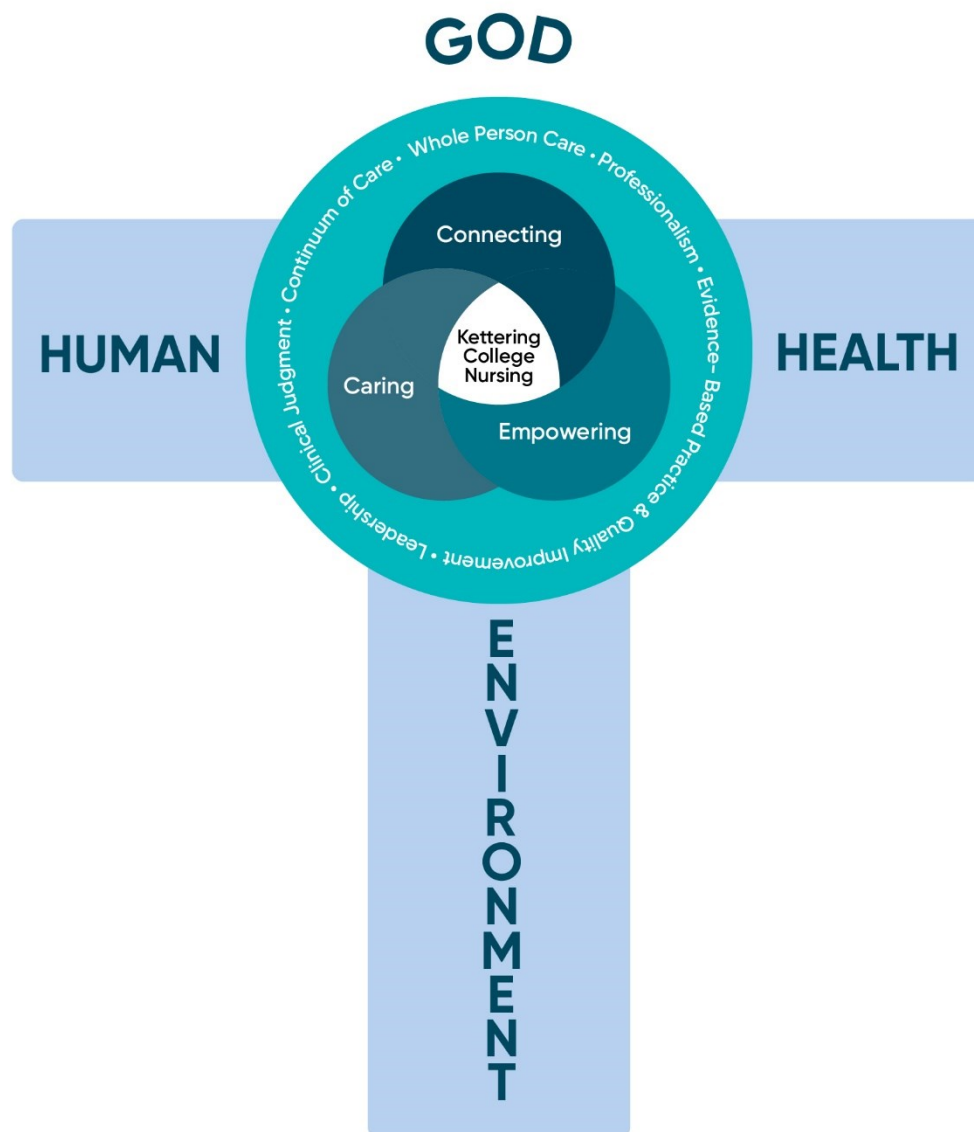 GOD
Whole Person Care • Professionalism • Evidence- Based Practice & Quality Improvement • Leadership • Clinical Judgment • Continuum of Care •
Connecting
HUMAN
Kettering
College
Nursing
HEALTH
Caring
Empowering
ENVIRONMENT